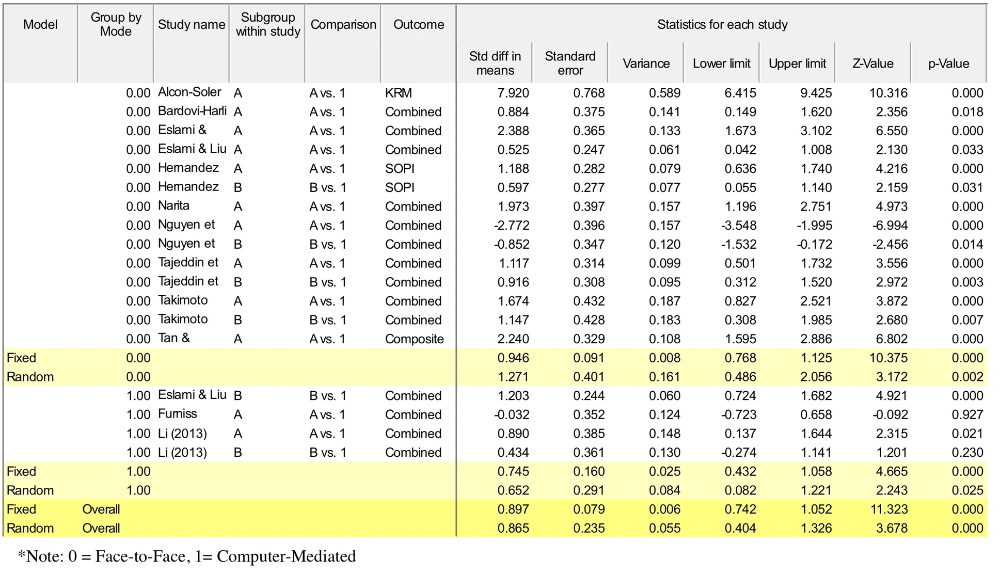 Model Group by Mode Study name Subgroup within study Comparison Outcome Statistics for each study
Std diff in means Standard error Variance Lower limit Upper limit Z-Value p-Value
0.00 Alcon-Soler A A vs. 1 KRM 7.920 0.768 0.589 6.415 9.425 10.316 0.000
0.00 Bardovi-Harli A A vs. 1 Combined 0.884 0.375 0.141 0.149 1.620 2.356 0.018
0.00 Eslami & A A vs. 1 Combined 2.388 0.365 0.133 1.673 3.102 6.550 0.000
0.00 Eslami & Liu A A vs. 1 Combined 0.525 0.247 0.061 0.042 1.008 2.130 0.033
0.00 Hernandez A A vs. 1 SOPI 1.188 0.282 0.079 0.636 1.740 4.216 0.000
0.00 Hernandez B B vs. 1 SOPI 0.597 0.277 0.077 0.055 1.140 2.159 0.031
0.00 Narita A A vs. 1 Combined 1.973 0.397 0.157 1.196 2.751 4.973 0.000
0.00 Nguyen et A A vs. 1 Combined -2.772 0.396 0.157 -3.548 -1.995 -6.994 0.000
0.00 Nguyen et B B vs. 1 Combined -0.852 0.347 0.120 -1.532 -0.172 -2.456 0.014
0.00 Tajeddin et A A vs. 1 Combined 1.117 0.314 0.099 0.501 1.732 3.556 0.000
0.00 Tajeddin et B B vs. 1 Combined 0.916 0.308 0.095 0.312 1.520 2.972 0.003
0.00 Takimoto A A vs. 1 Combined 1.674 0.432 0.187 0.827 2.521 3.872 0.000
0.00 Takimoto B B vs. 1 Combined 1.147 0.428 0.183 0.308 1.985 2.680 0.007
0.00 Tan & A A vs. 1 Composite 2.240 0.329 0.108 1.595 2.886 6.802 0.000
Fixed 0.00 0.946 0.091 0.008 0.768 1.125 10.375 0.000
Random 0.00 1.271 0.401 0.161 0.486 2.056 3.172 0.002
1.00 Eslami & Liu B B vs. 1 Combined 1.203 0.244 0.060 0.724 1.682 4.921 0.000
1.00 Furniss A A vs. 1 Combined -0.032 0.352 0.124 -0.723 0.658 -0.092 0.927
1.00 Li (2013) A A vs. 1 Combined 0.890 0.385 0.148 0.137 1.644 2.315 0.021
1.00 Li (2013) B B vs. 1 Combined 0.434 0.361 0.130 -0.274 1.141 1.201 0.230
Fixed 1.00 0.745 0.160 0.025 0.432 1.058 4.665 0.000
Random 1.00 0.652 0.291 0.084 0.082 1.221 2.243 0.025
Fixed Overall 0.897 0.079 0.006 0.742 1.052 11.323 0.000
Random Overall 0.865 0.235 0.055 0.404 1.326 3.678 0.000
*Note: 0 = Face-to-Face, 1= Computer-Mediated